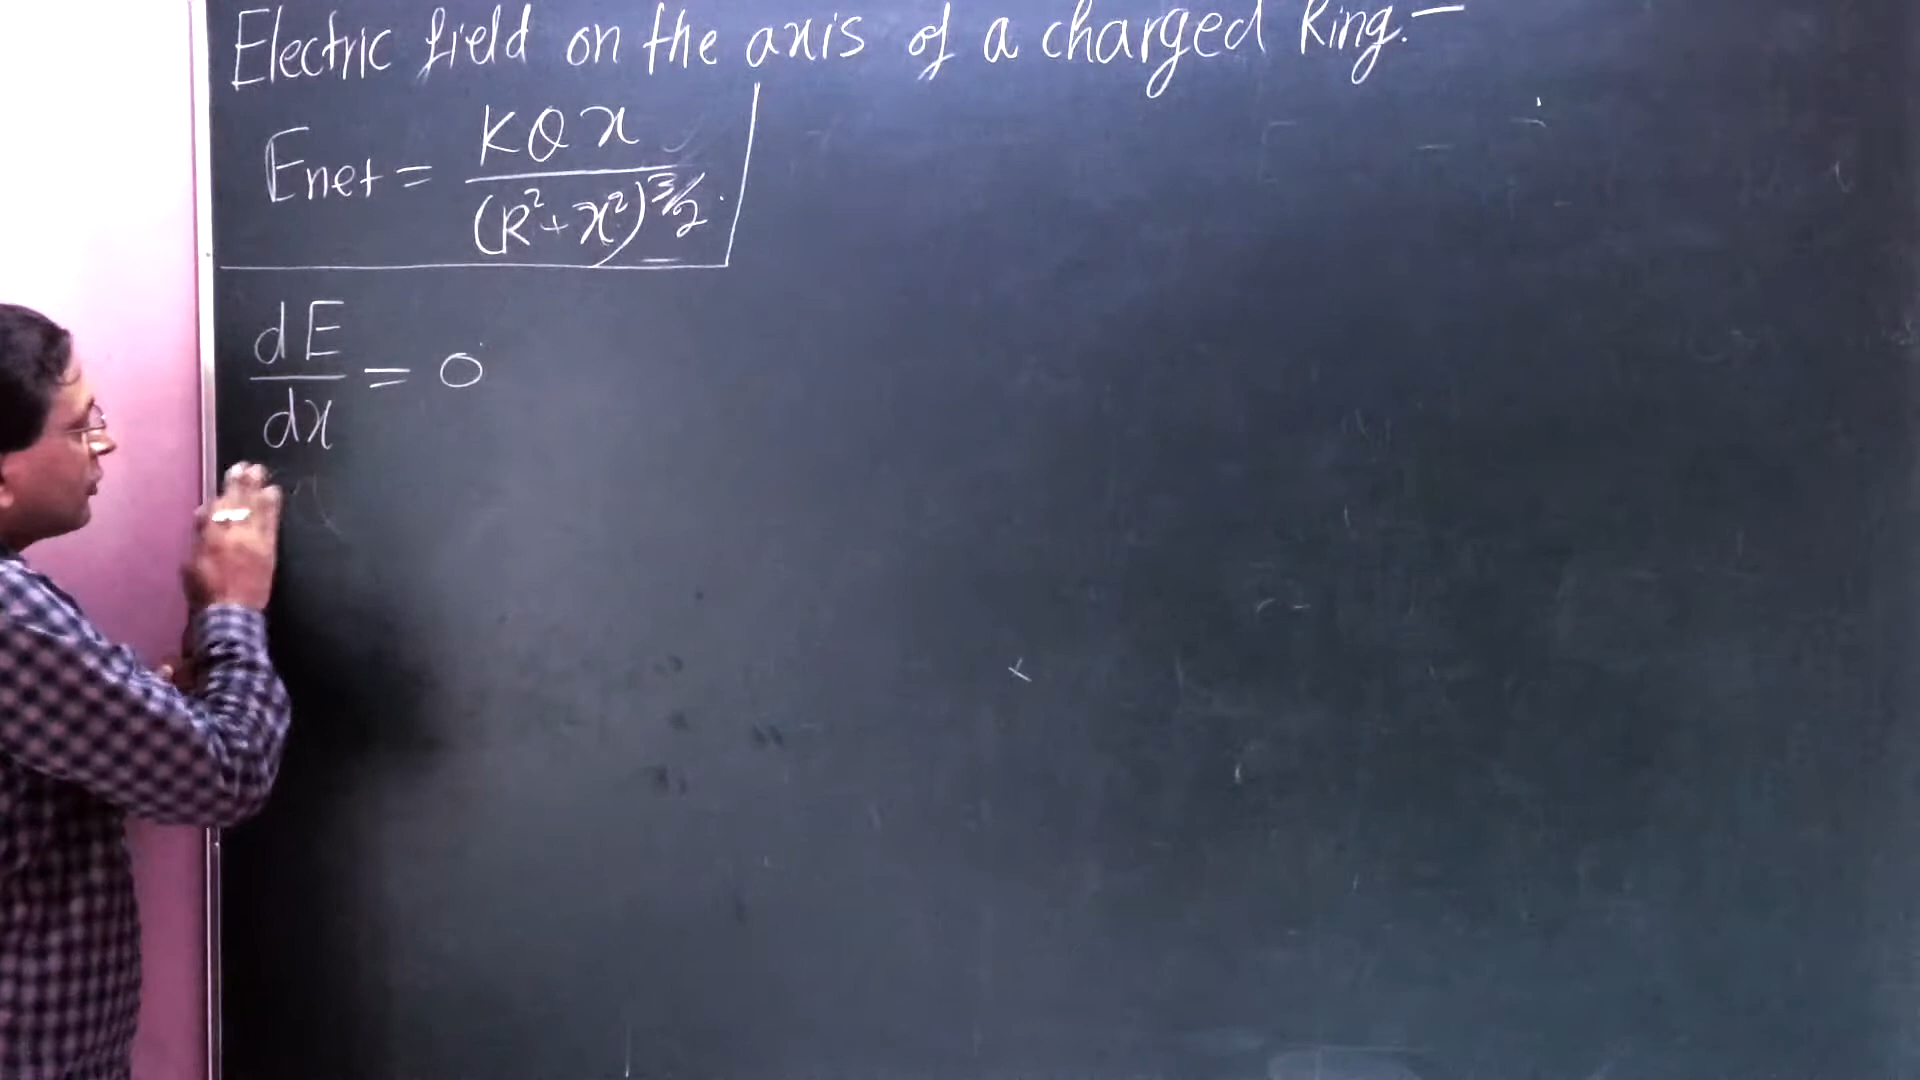 Electric field on the axis of a charged Ring:-
Enet = KQx / (R²+x²)^3/2.
dE/dx = 0